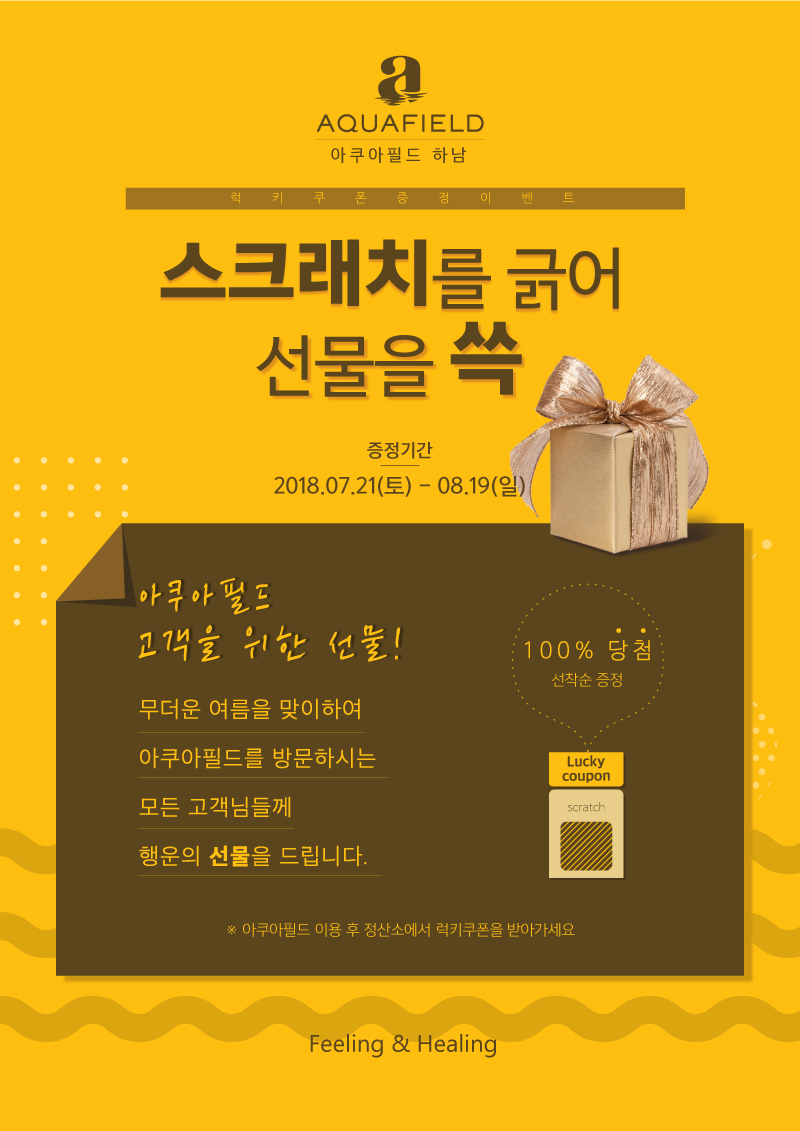 a
AQUAFIELD
아쿠아필드 하남
럭키쿠폰증정이벤트
스크래치를 긁어
선물을 쓱
증정기간
2018.07.21(토) - 08.19(일)
아쿠아필드
고객을 위한 선물!
무더운 여름을 맞이하여
아쿠아필드를 방문하시는
모든 고객님들께
행운의 선물을 드립니다.
100% 당첨
선착순 증정
Lucky
coupon
scratch
※ 아쿠아필드 이용 후 정산소에서 럭키쿠폰을 받아가세요
Feeling & Healing